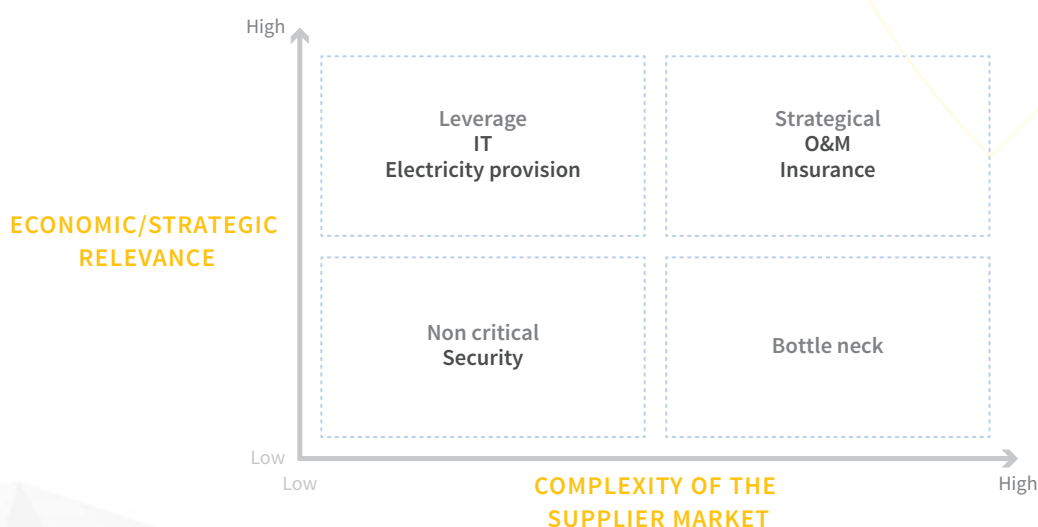 High
Leverage
IT
Electricity provision
Strategical
O&M
Insurance
ECONOMIC/STRATEGIC
RELEVANCE
Non critical
Security
Bottle neck
Low
Low
High
COMPLEXITY OF THE
SUPPLIER MARKET